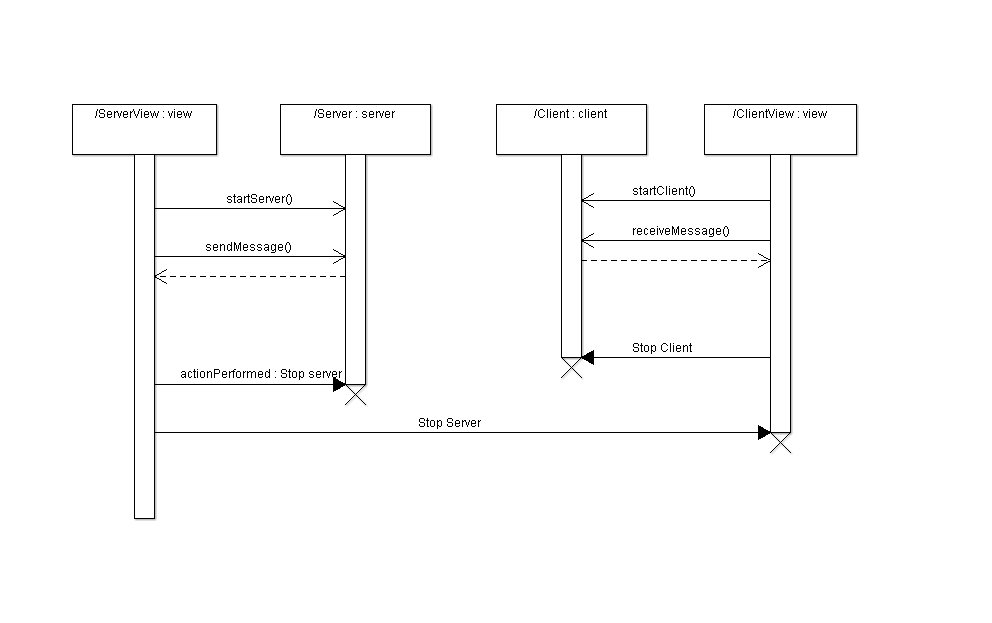 /ServerView : view
/Server : server
/Client : client
/ClientView : view
startServer()
startClient()
sendMessage()
receiveMessage()
Stop Client
actionPerformed : Stop server
Stop Server